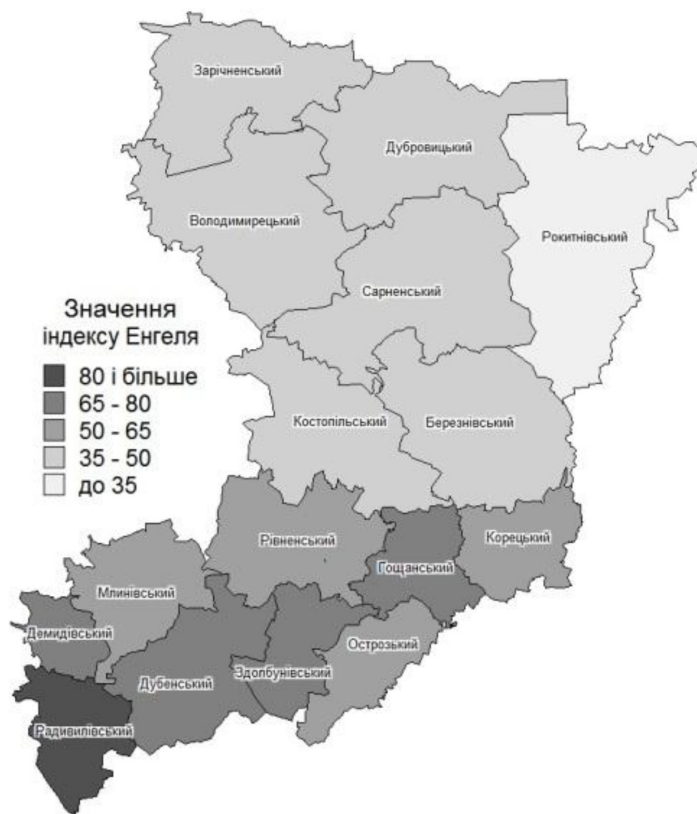 Зарічненський
Дубровицький
Володимирецький
Рокитнівський
Сарненський
Значення
індексу Енгеля
80 і більше
65 - 80
50 - 65
35 - 50
до 35
Костопільський
Березнівський
Рівненський
Корецький
Гощанський
Млинівський
Демидівський
Острозький
Здолбунівський
Дубенський
Радивилівський